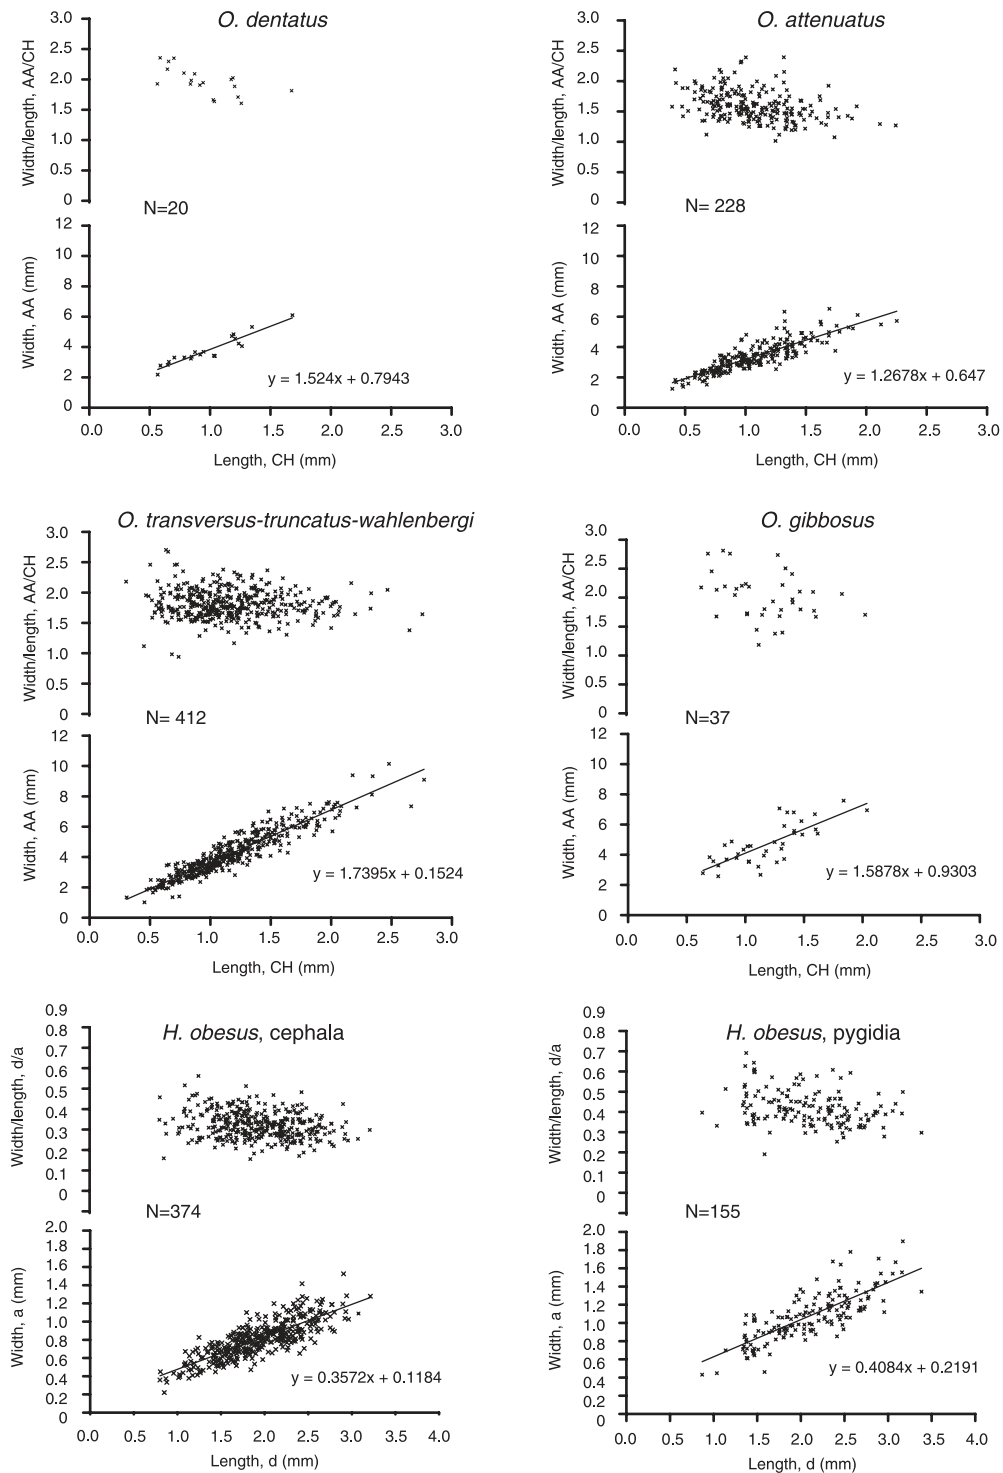 O. dentatus
3.0
2.5
2.0
1.5
1.0
0.5
0
Width/length, AA/CH
N=20
12
10
8
6
4
2
0
Width, AA (mm)
y = 1.524x + 0.7943
0.0 0.5 1.0 1.5 2.0 2.5 3.0
Length, CH (mm)
O. attenuatus
3.0
2.5
2.0
1.5
1.0
0.5
0
Width/length, AA/CH
N= 228
12
10
8
6
4
2
0
Width, AA (mm)
y = 1.2678x + 0.647
0.0 0.5 1.0 1.5 2.0 2.5 3.0
Length, CH (mm)
O. transversus-truncatus-wahlenbergi
3.0
2.5
2.0
1.5
1.0
0.5
0
Width/length, AA/CH
N= 412
12
10
8
6
4
2
0
Width, AA (mm)
y = 1.7395x + 0.1524
0.0 0.5 1.0 1.5 2.0 2.5 3.0
Length, CH (mm)
O. gibbosus
3.0
2.5
2.0
1.5
1.0
0.5
0
Width/length, AA/CH
N=37
12
10
8
6
4
2
0
Width, AA (mm)
y = 1.5878x + 0.9303
0.0 0.5 1.0 1.5 2.0 2.5 3.0
Length, CH (mm)
H. obesus, cephala
0.9
0.8
0.7
0.6
0.5
0.4
0.3
0.2
0.1
0
Width/length, d/a
N=374
2.0
1.8
1.6
1.4
1.2
1.0
0.8
0.6
0.4
0.2
0
Width, a (mm)
y = 0.3572x + 0.1184
0.0 0.5 1.0 1.5 2.0 2.5 3.0 3.5 4.0
Length, d (mm)
H. obesus, pygidia
0.9
0.8
0.7
0.6
0.5
0.4
0.3
0.2
0.1
0
Width/length, d/a
N=155
2.0
1.8
1.6
1.4
1.2
1.0
0.8
0.6
0.4
0.2
0
Width, a (mm)
y = 0.4084x + 0.2191
0.0 0.5 1.0 1.5 2.0 2.5 3.0 3.5 4.0
Length, d (mm)